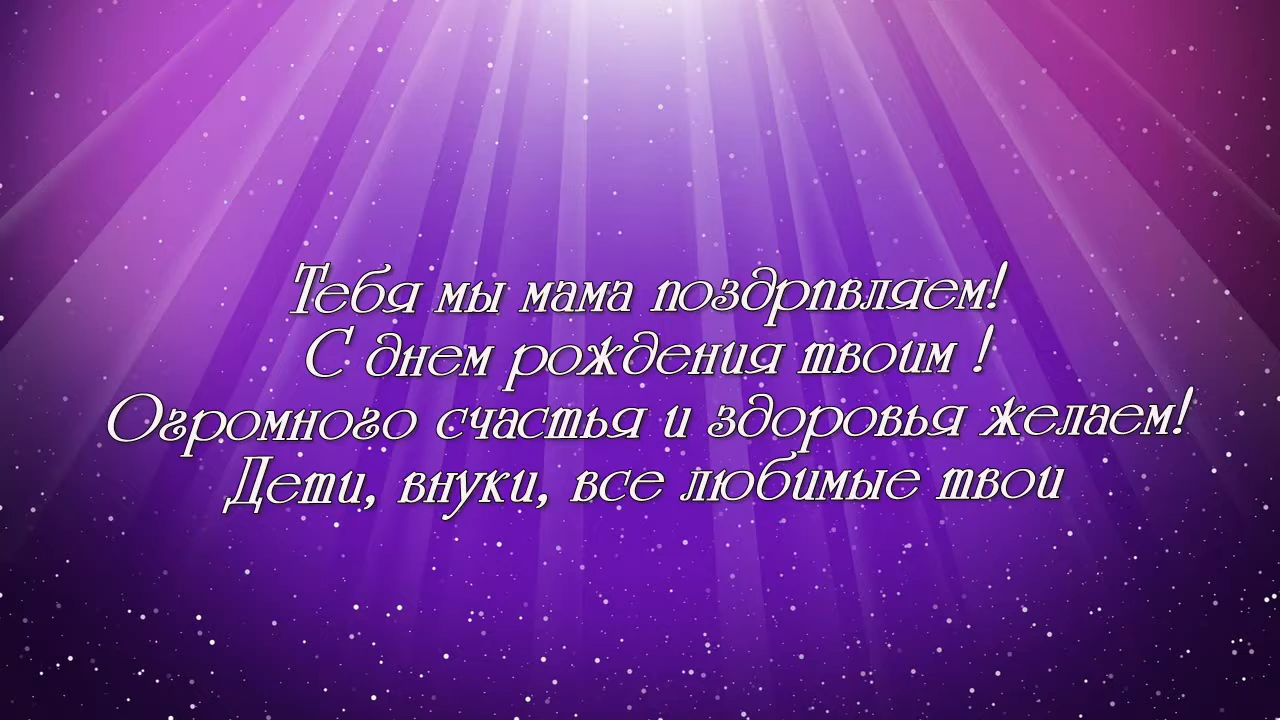 Тебя мы мама поздрпвляем!
С днем рождения твоим !
Огромного счастья и здоровья желаем!
Дети, внуки, все любимые твои